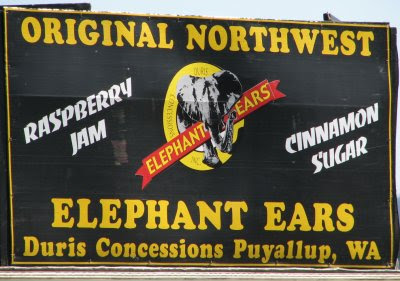 ORIGINAL NORTHWEST
RASPBERRY
JAM
ELEPHANT EARS
CINNAMON
SUGAR
ELEPHANT EARS
Duris Concessions Puyallup, WA